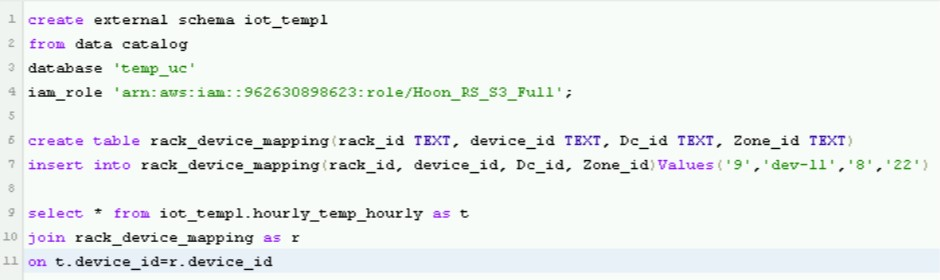 1 create external schema iot_templ
2 from data catalog
3 database 'temp_uc'
4 iam_role 'arn:aws:iam::962630898623:role/Hoon_RS_S3_Full';
5
6 create table rack_device_mapping(rack_id TEXT, device_id TEXT, Dc_id TEXT, Zone_id TEXT)
7 insert into rack_device_mapping(rack_id, device_id, Dc_id, Zone_id)Values('9','dev-11','8','22')
8
9 select * from iot_templ.hourly_temp_hourly as t
10 join rack_device_mapping as r
11 on t.device_id=r.device_id